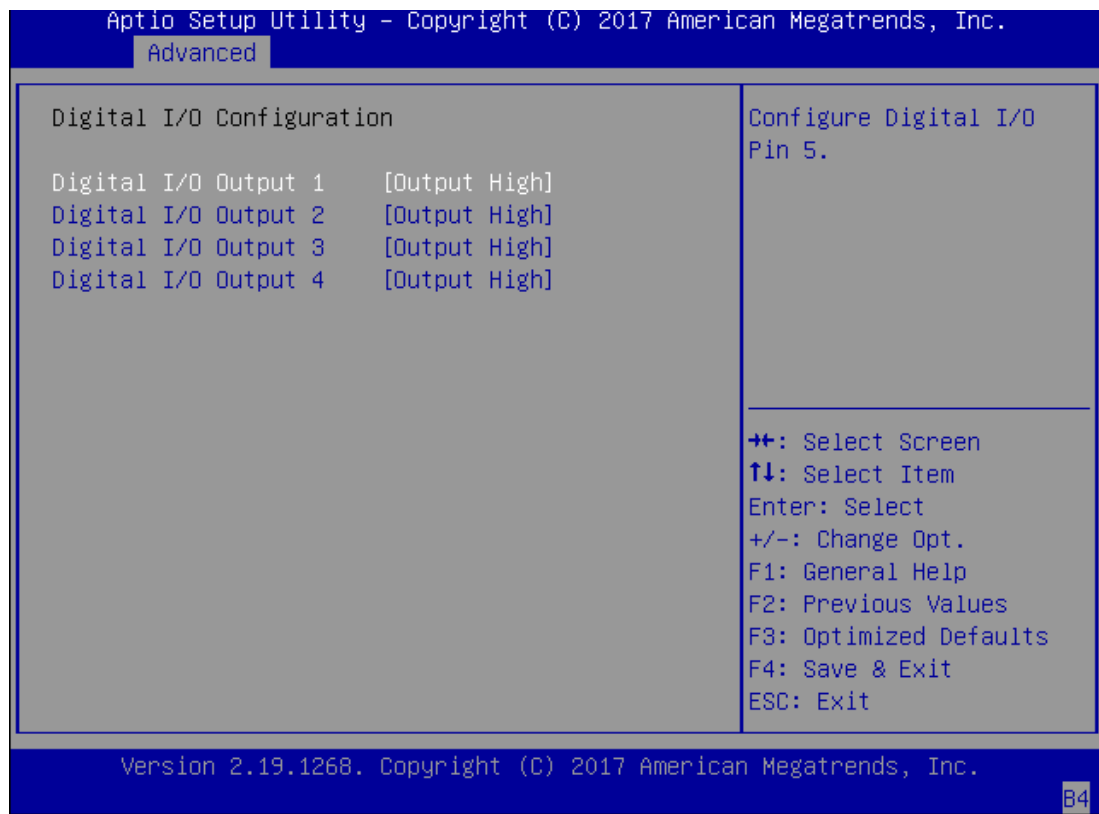 Aptio Setup Utility – Copyright (C) 2017 American Megatrends, Inc.
Advanced
Digital I/O Configuration
Digital I/O Output 1 [Output High]
Digital I/O Output 2 [Output High]
Digital I/O Output 3 [Output High]
Digital I/O Output 4 [Output High]
Configure Digital I/O
Pin 5.
→←: Select Screen
↑↓: Select Item
Enter: Select
+/-: Change Opt.
F1: General Help
F2: Previous Values
F3: Optimized Defaults
F4: Save & Exit
ESC: Exit
Version 2.19.1268. Copyright (C) 2017 American Megatrends, Inc.
B4